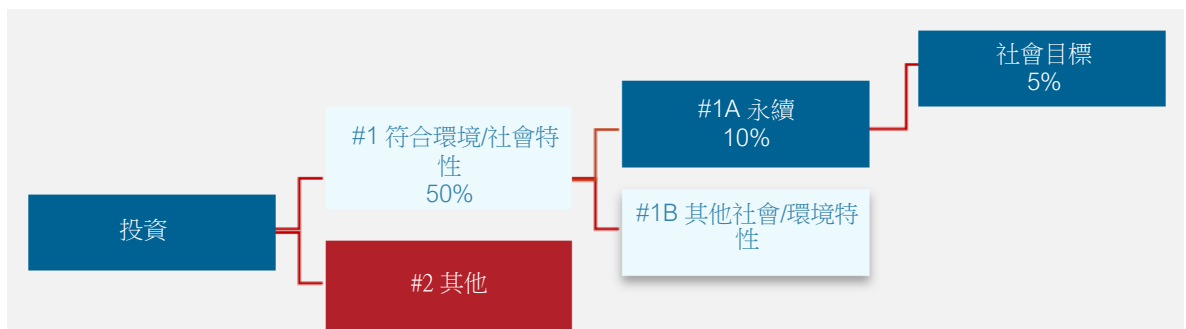 投資
#1 符合環境/社會特
性
50%
#2 其他
#1A 永續
10%
#1B 其他社會/環境特
性
社會目標
5%